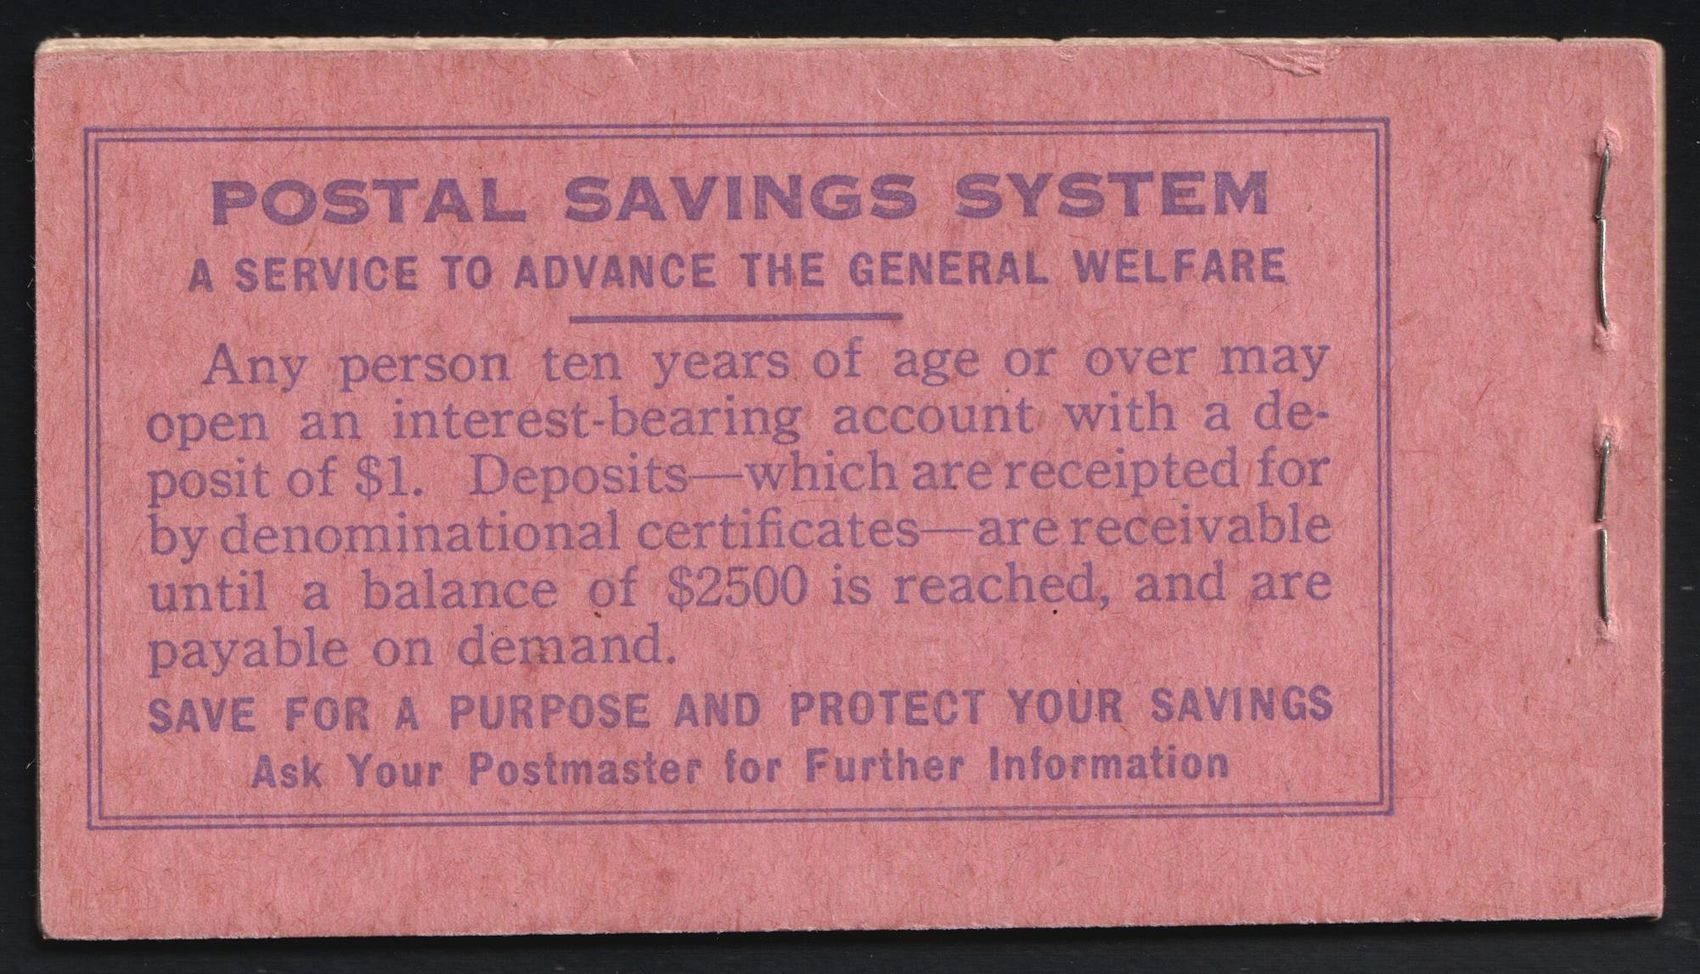 POSTAL SAVINGS SYSTEM
A SERVICE TO ADVANCE THE GENERAL WELFARE
Any person ten years of age or over may
open an interest-bearing account with a de-
posit of $1. Deposits—which are receipted for
by denominational certificates—are receivable
until a balance of $2500 is reached, and are
payable on demand.
SAVE FOR A PURPOSE AND PROTECT YOUR SAVINGS
Ask Your Postmaster for Further Information